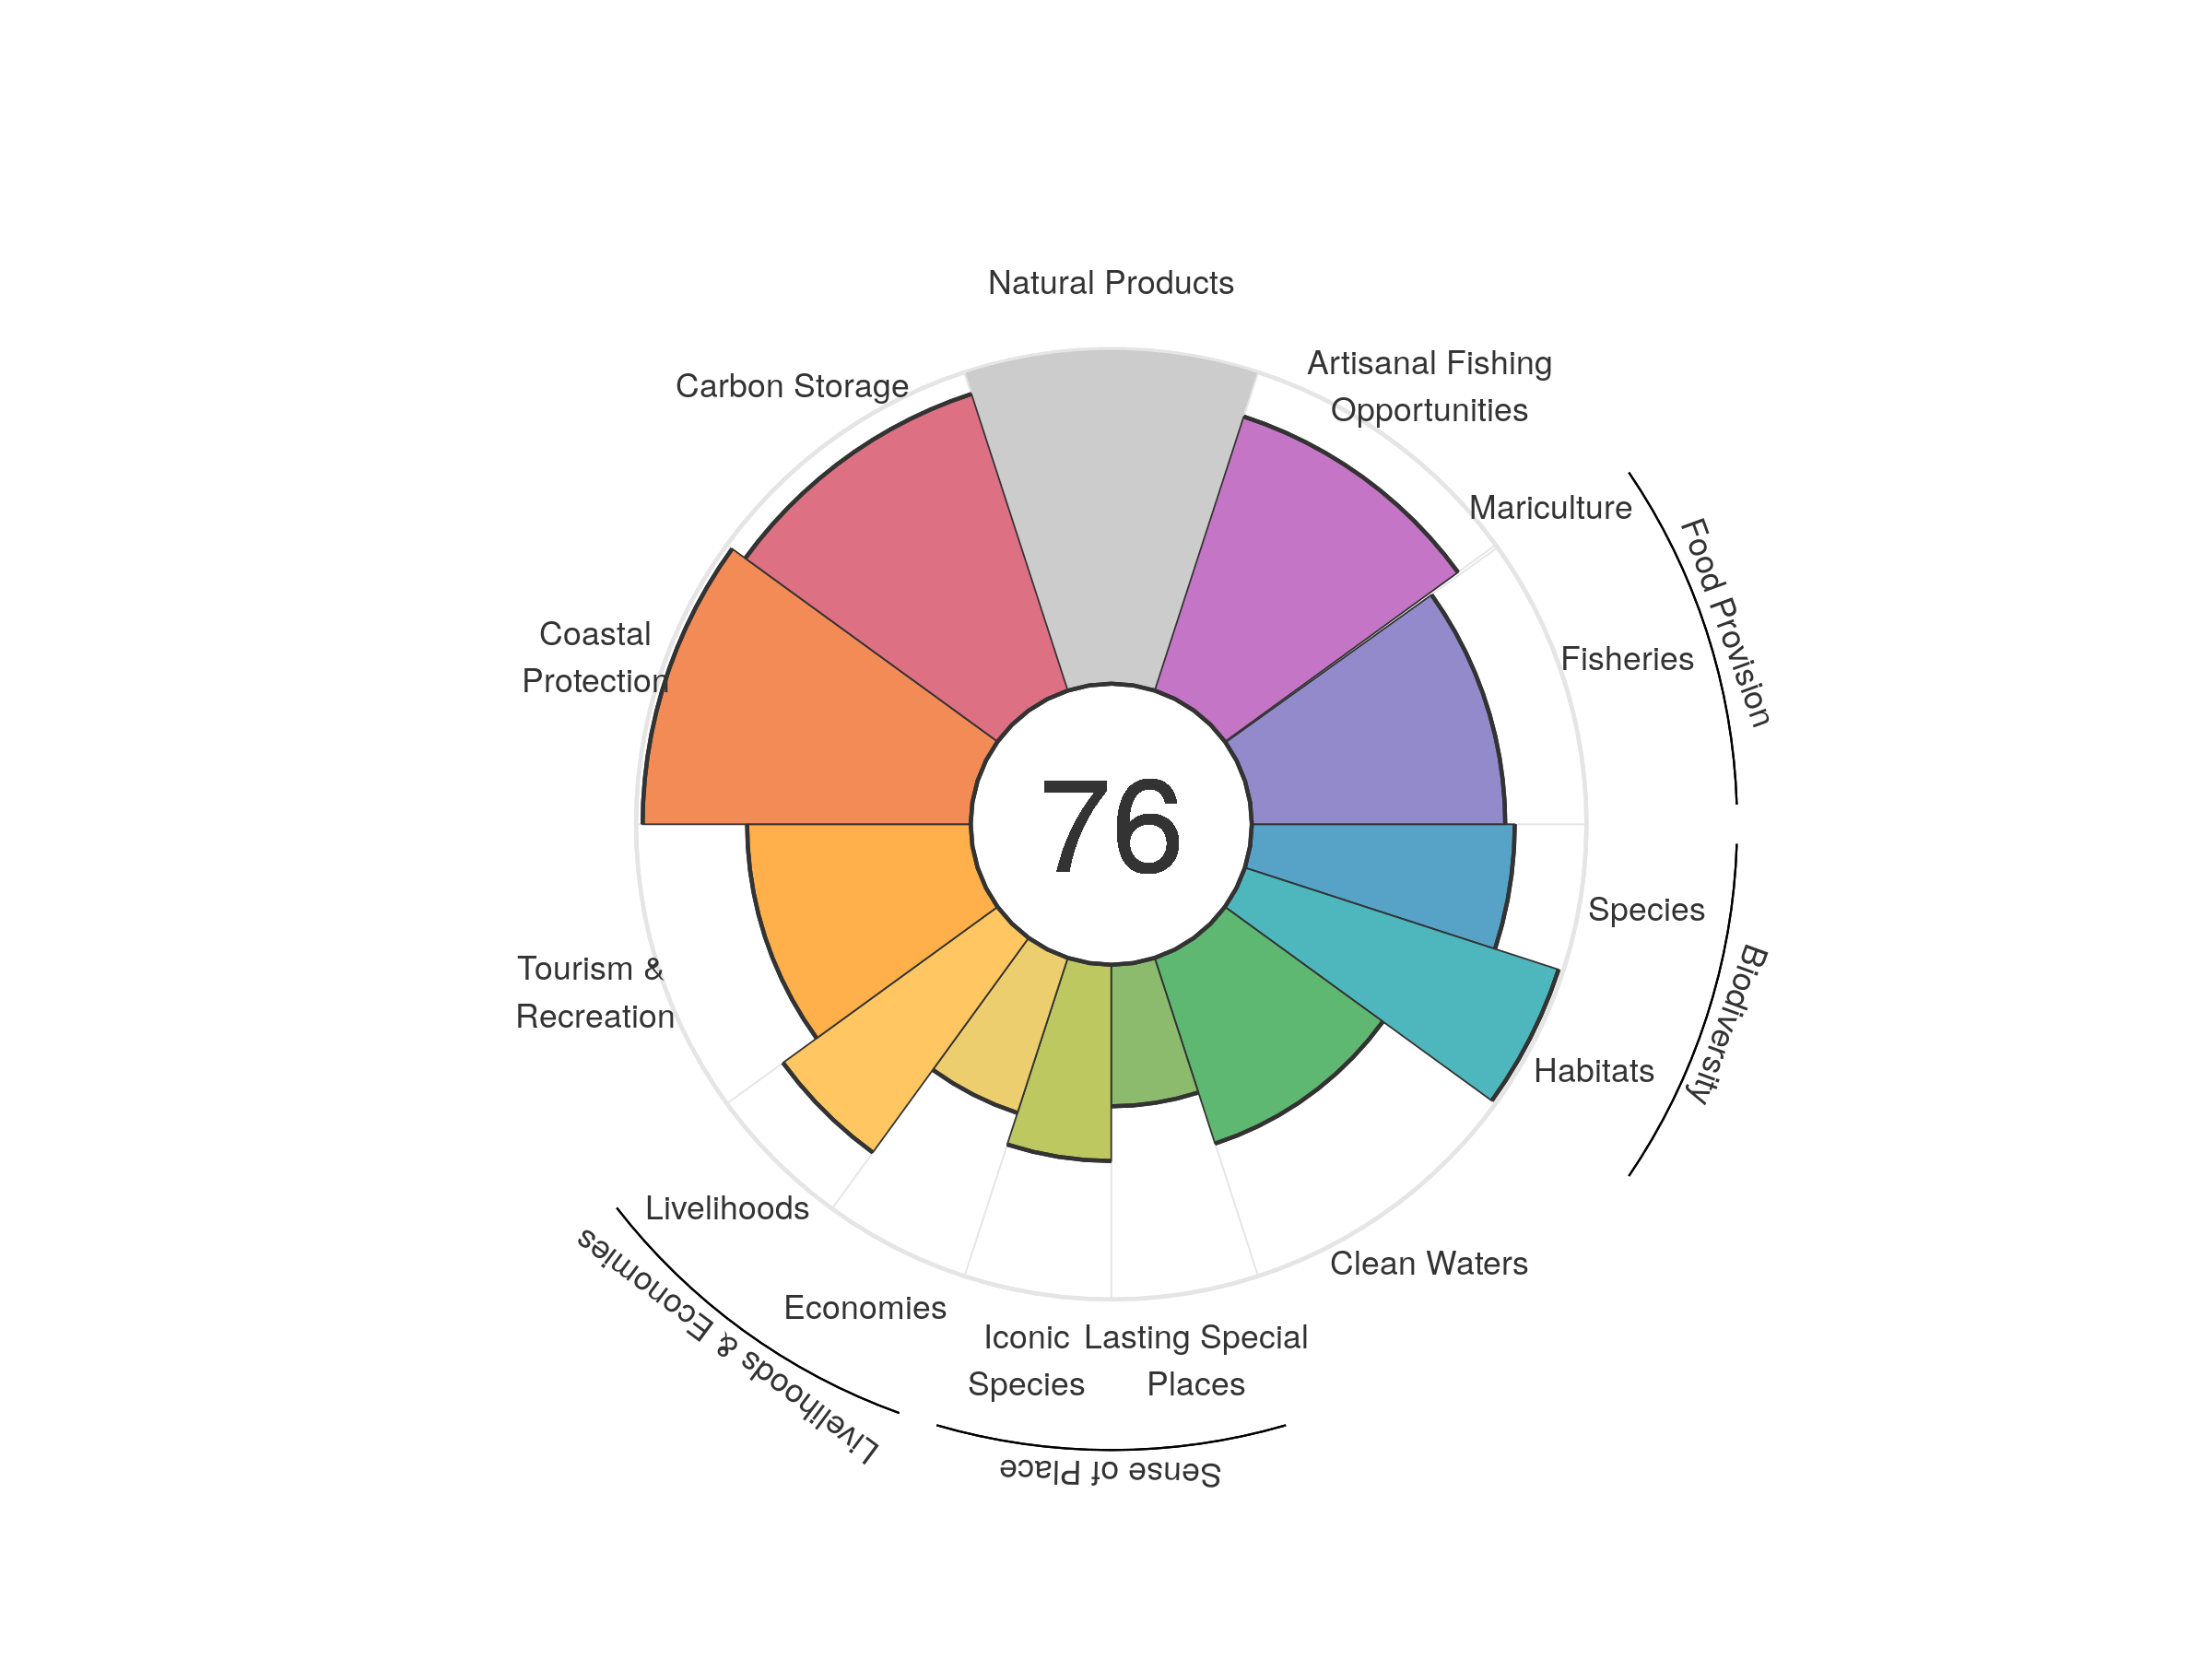 Natural Products
Artisanal Fishing
Opportunities
Carbon Storage
Mariculture
Food Provision
Coastal
Protection
Fisheries
76
Species
Biodiversity
Tourism &
Recreation
Habitats
Livelihoods
Livelihoods & Economies
Clean Waters
Economies
Iconic
Species
Lasting Special
Places
Sense of Place